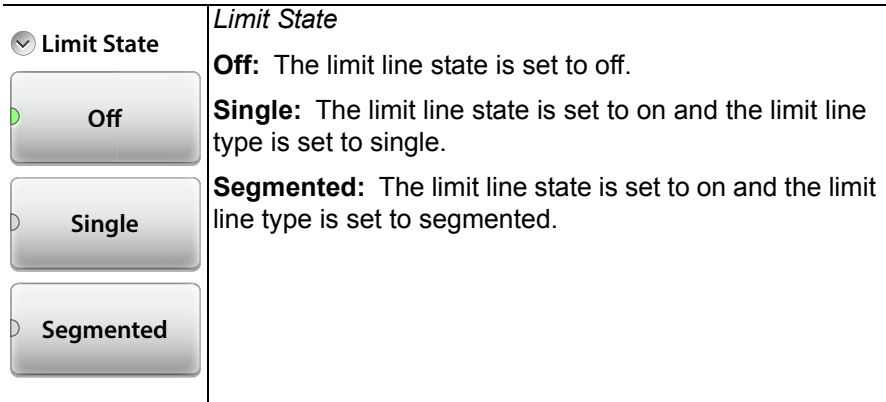 Limit State
Off
Single
Segmented
Limit State
Off: The limit line state is set to off.
Single: The limit line state is set to on and the limit line
type is set to single.
Segmented: The limit line state is set to on and the limit
line type is set to segmented.